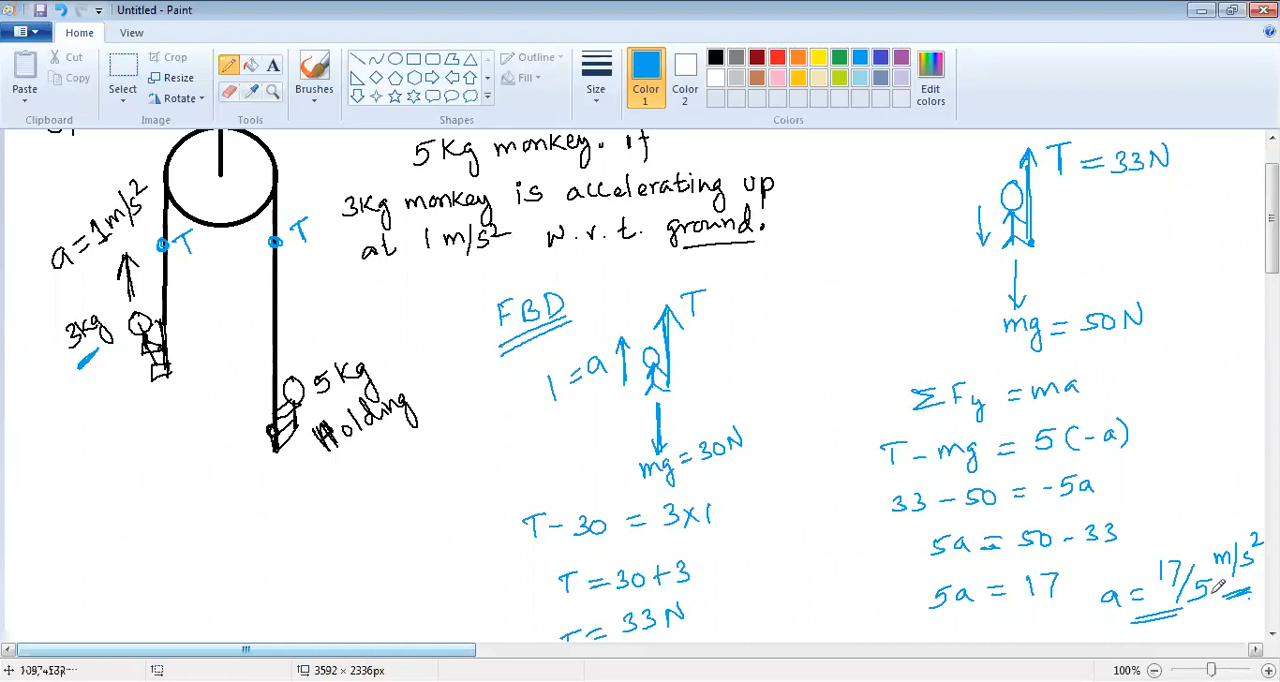 Untitled - Paint
Home View
Paste
Cut
Copy
Clipboard
Select
Crop
Resize
Rotate
Image
A
Tools
Brushes
Outline
Fill
Shapes
Size
Color 1
Color 2
Edit colors
Colors
5Kg monkey. If
3Kg monkey is accelerating up
at 1 m/s² w.r.t. ground.
a = 1m/s²
T
T
3kg
5 Kg
Holding
FBD
T
1 = a
mg = 30N
T - 30 = 3×1
T = 30+3
T = 33N
T = 33N
mg = 50N
ΣFy = ma
T - mg = 5(-a)
33 - 50 = -5a
5a = 50 - 33
5a = 17
a = 17/5 m/s²
3592 × 2336px
100%